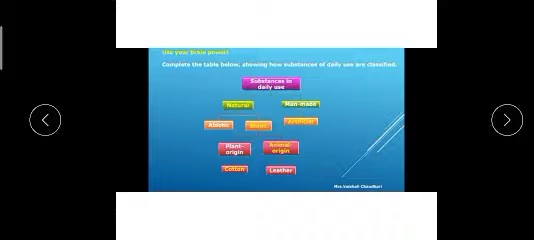 Use your brain power!
Complete the table below, showing how substances of daily use are classified.
Substances in
daily use
Natural
Man-made
Abiotic
Biotic
Artificial
Plant-
origin
Animal-
origin
Cotton
Leather
Mrs.Vaishali Chaudhari